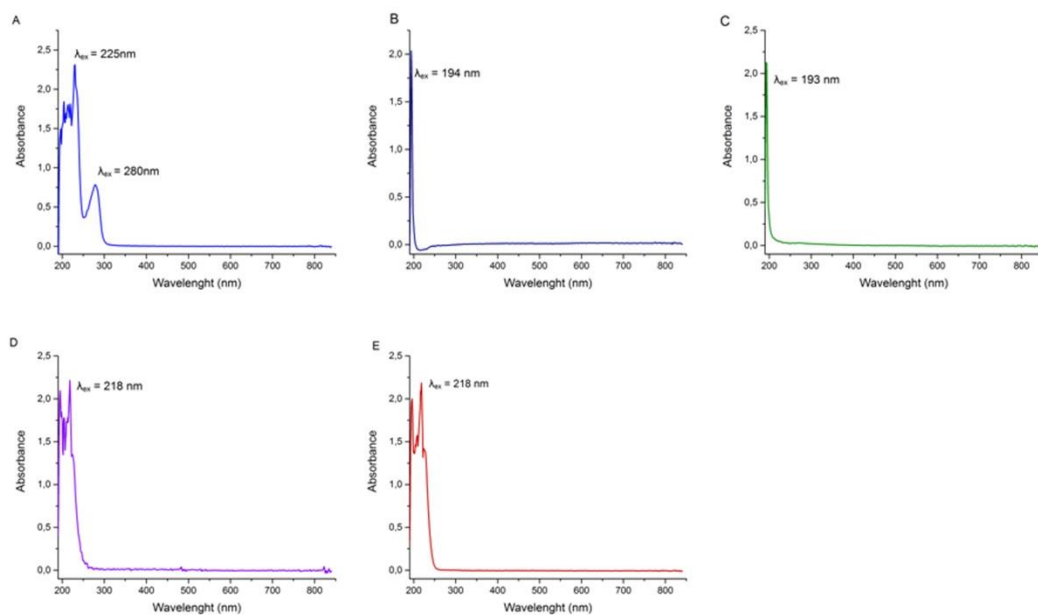 A
λex = 225nm
λex = 280nm
Absorbance
2,5
2,0
1,5
1,0
0,5
0,0
200 300 400 500 600 700 800
Wavelenght (nm)
B
λex = 194 nm
Absorbance
2,0
1,5
1,0
0,5
0,0
200 300 400 500 600 700 800
Wavelenght (nm)
C
λex = 193 nm
Absorbance
2,5
2,0
1,5
1,0
0,5
0,0
200 300 400 500 600 700 800
Wavelenght (nm)
D
λex = 218 nm
Absorbance
2,5
2,0
1,5
1,0
0,5
0,0
200 300 400 500 600 700 800
Wavelenght (nm)
E
λex = 218 nm
Absorbance
2,5
2,0
1,5
1,0
0,5
0,0
200 300 400 500 600 700 800
Wavelenght (nm)